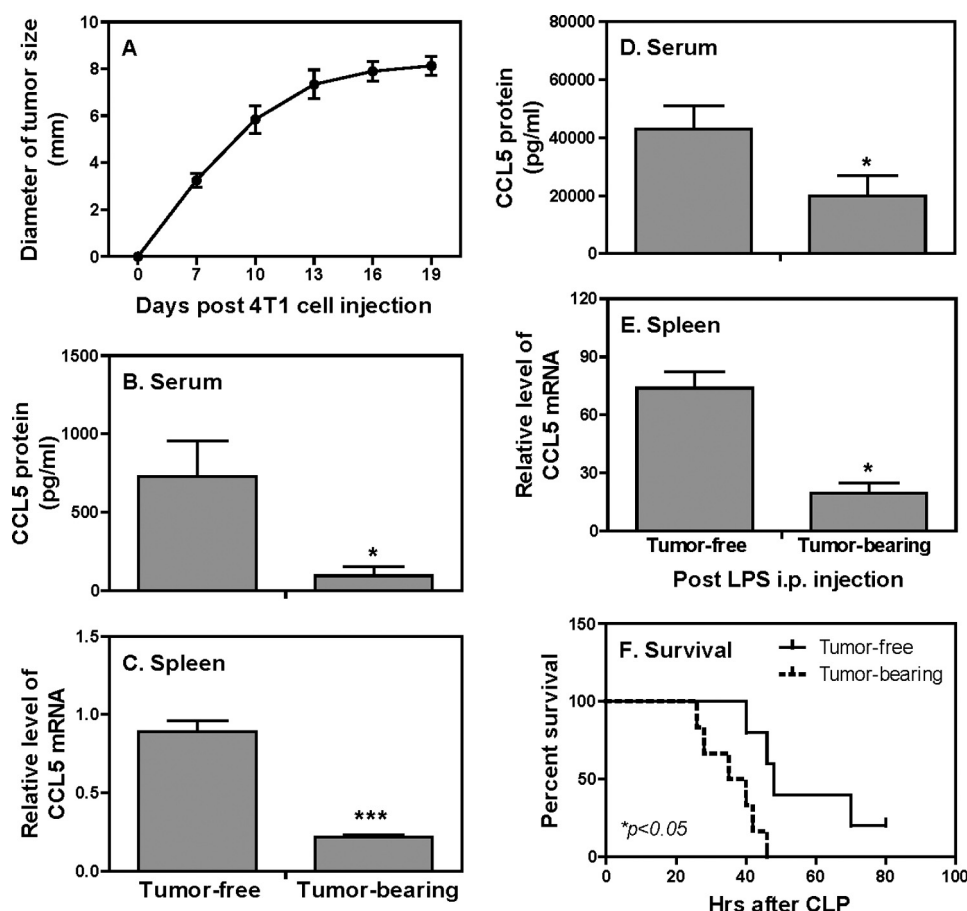 A
Diameter of tumor size
(mm)
10
8
6
4
2
0
0 7 10 13 16 19
Days post 4T1 cell injection
B. Serum
CCL5 protein
(pg/ml)
1500
1000
500
0
*
C. Spleen
Relative level of
CCL5 mRNA
1.5
1.0
0.5
0.0
***
Tumor-free Tumor-bearing
D. Serum
CCL5 protein
(pg/ml)
80000
60000
40000
20000
0
*
E. Spleen
Relative level of
CCL5 mRNA
120
90
60
30
0
*
Tumor-free Tumor-bearing
Post LPS i.p. injection
F. Survival
Tumor-free
Tumor-bearing
Percent survival
150
100
50
0
*p<0.05
0 20 40 60 80 100
Hrs after CLP